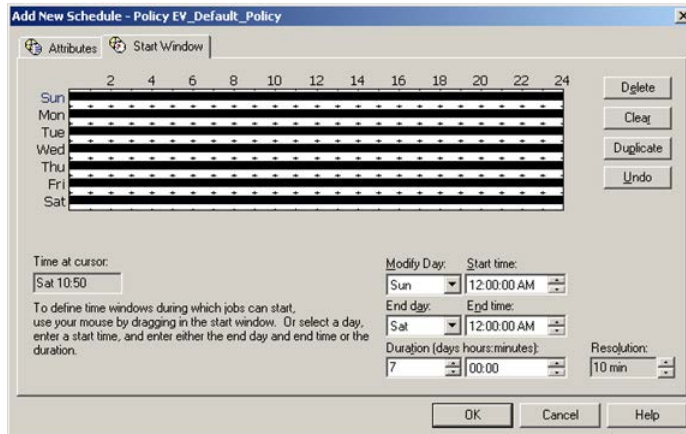 Add New Schedule - Policy EV_Default_Policy
Attributes
Start Window
2 4 6 8 10 12 14 16 18 20 22 24
Sun
Mon
Tue
Wed
Thu
Fri
Sat
Delete
Clear
Duplicate
Undo
Time at cursor:
Sat 10:50
To define time windows during which jobs can start,
use your mouse by dragging in the start window. Or select a day,
enter a start time, and enter either the end day and end time or the
duration.
Modify Day: Start time:
Sun 12:00:00 AM
End day: End time:
Sat 12:00:00 AM
Duration (days hours:minutes):
7 00:00
Resolution:
10 min
OK Cancel Help